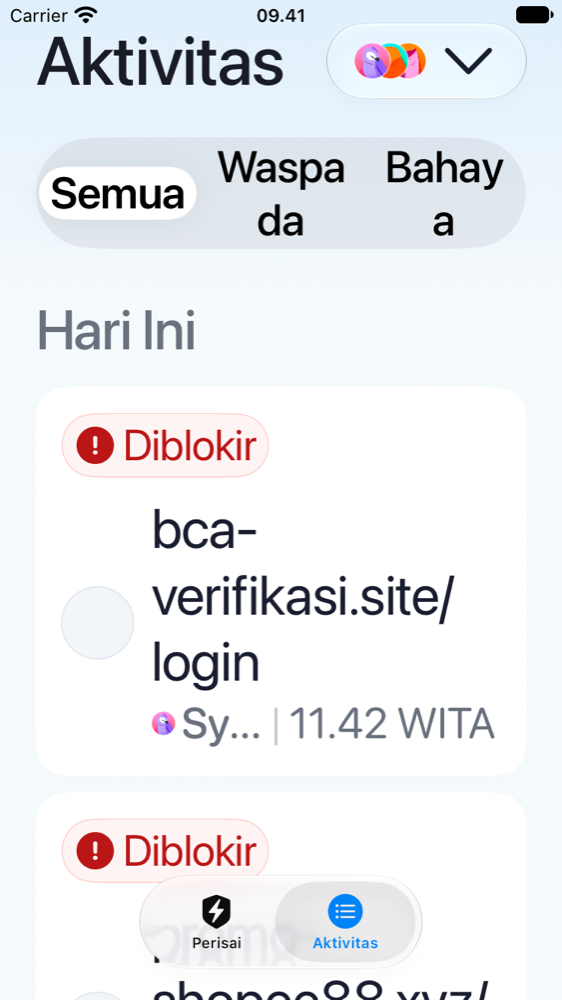 Carrier
09.41
Aktivitas
Semua
Waspa
da
Bahay
a
Hari Ini
Diblokir
bca-
verifikasi.site/
login
Sy... | 11.42 WITA
Diblokir
Perisai
Aktivitas